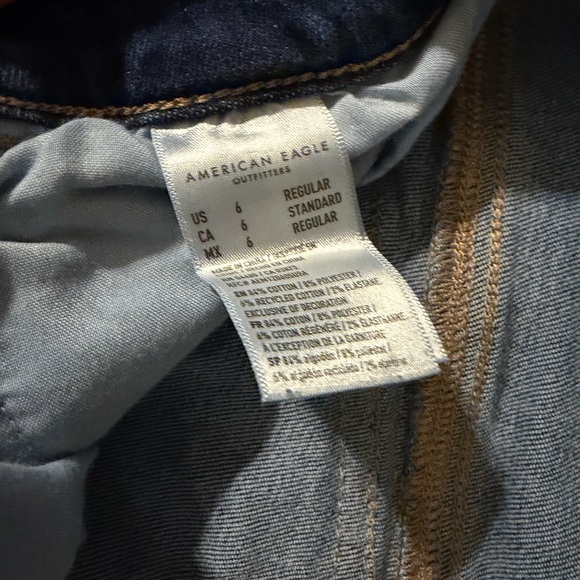 AMERICAN EAGLE
OUTFITTERS
US 6 REGULAR
CA 6 STANDARD
MX 6 REGULAR
MADE IN CHINA /
EN 84% COTTON / 8% POLYESTER /
6% RECYCLED COTTON / 2% ELASTANE
EXCLUSIVE OF DECORATION
FR 84% COTON / 8% POLYESTER /
6% COTON RÉGÉNÉRÉ / 2% ÉLASTHANNE
À L'EXCEPTION DE LA GARNITURE
SP 84% algodón / 8% poliéster /
6% algodón reciclado / 2% elastano